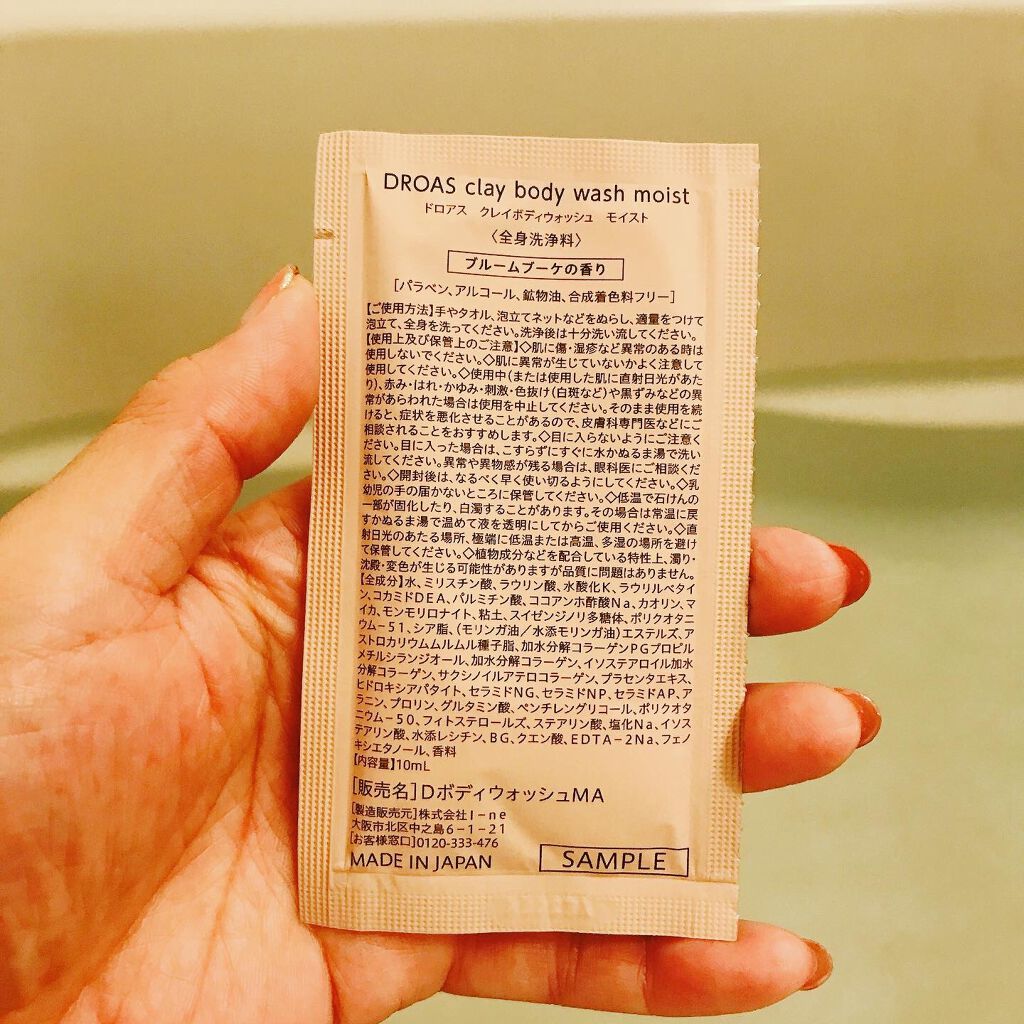 DROAS clay body wash moist
ドロアス クレイボディウォッシュ モイスト
〈全身洗浄料〉
ブルームブーケの香り
[パラベン、アルコール、鉱物油、合成着色料フリー]
【ご使用方法】手やタオル、泡立てネットなどをぬらし、適量をつけて
泡立て、全身を洗ってください。洗浄後は十分洗い流してください。
【使用上及び保管上のご注意】◇肌に傷・湿疹など異常のある時は
使用しないでください。◇肌に異常が生じていないかよく注意して
使用してください。◇使用中(または使用した肌に直射日光があた
り)、赤み・はれ・かゆみ・刺激・色抜け(白斑など)や黒ずみなどの異
常があらわれた場合は使用を中止してください。そのまま使用を続
けると、症状を悪化させることがあるので、皮膚科専門医などにご
相談されることをおすすめします。◇目に入らないようにご注意く
ださい。目に入った場合は、こすらずにすぐに水かぬるま湯で洗い
流してください。異常や異物感が残る場合は、眼科医にご相談くだ
さい。◇開封後は、なるべく早く使い切るようにしてください。◇乳
幼児の手の届かないところに保管してください。◇低温で石けんの
一部が固化したり、白濁することがあります。その場合は常温に戻
すかぬるま湯で温めて液を透明にしてからご使用ください。◇直
射日光のあたる場所、極端に低温または高温、多湿の場所を避け
て保管してください。◇植物成分などを配合している特性上、濁り・
沈殿・変色が生じる可能性がありますが品質に問題はありません。
【全成分】水、ミリスチン酸、ラウリン酸、水酸化K、ラウリルベタイ
ン、コカミドDEA、パルミチン酸、ココアンホ酢酸Na、カオリン、マ
イカ、モンモリロナイト、粘土、スイゼンジノリ多糖体、ポリクオタニ
ウム－51、シア脂、(モリンガ油／水添モリンガ油)エステルズ、ア
ストロカリウムムルムル種子脂、加水分解コラーゲンPGプロピル
メチルシランジオール、加水分解コラーゲン、イソステアロイル加水
分解コラーゲン、サクシノイルアテロコラーゲン、プラセンタエキス、
ヒドロキシアパタイト、セラミドNG、セラミドNP、セラミドAP、ア
ラニン、プロリン、グルタミン酸、ペンチレングリコール、ポリクオタ
ニウム－50、フィトステロールズ、ステアリン酸、塩化Na、イソス
テアリン酸、水添レシチン、BG、クエン酸、EDTA－2Na、フェノ
キシエタノール、香料
【内容量】10mL
[販売名]DボディウォッシュMA
[製造販売元]株式会社I－ne
大阪市北区中之島6－1－21
[お客様窓口]0120-333-476
MADE IN JAPAN
SAMPLE